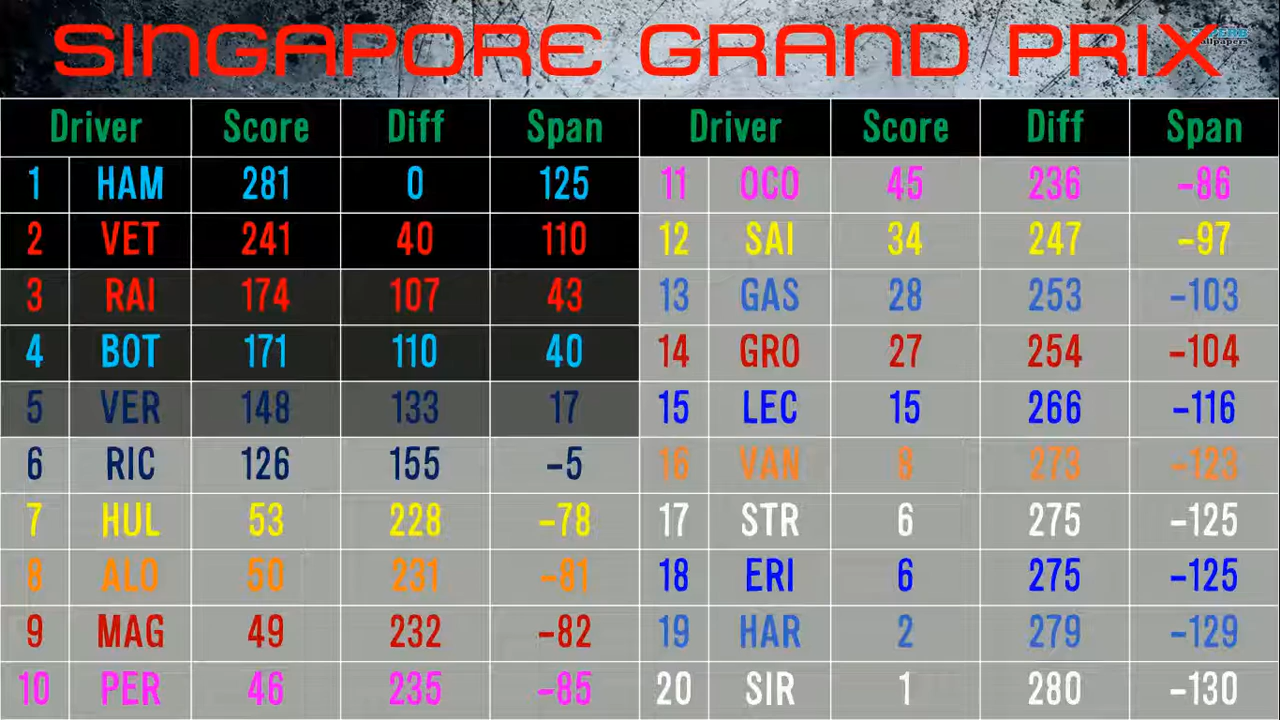 SINGAPORE GRAND PRIX
SUPERB
Wallpapers
Driver Score Diff Span Driver Score Diff Span
1 HAM 281 0 125 11 OCO 45 236 -86
2 VET 241 40 110 12 SAI 34 247 -97
3 RAI 174 107 43 13 GAS 28 253 -103
4 BOT 171 110 40 14 GRO 27 254 -104
5 VER 148 133 17 15 LEC 15 266 -116
6 RIC 126 155 -5 16 VAN 8 273 -123
7 HUL 53 228 -78 17 STR 6 275 -125
8 ALO 50 231 -81 18 ERI 6 275 -125
9 MAG 49 232 -82 19 HAR 2 279 -129
10 PER 46 235 -85 20 SIR 1 280 -130